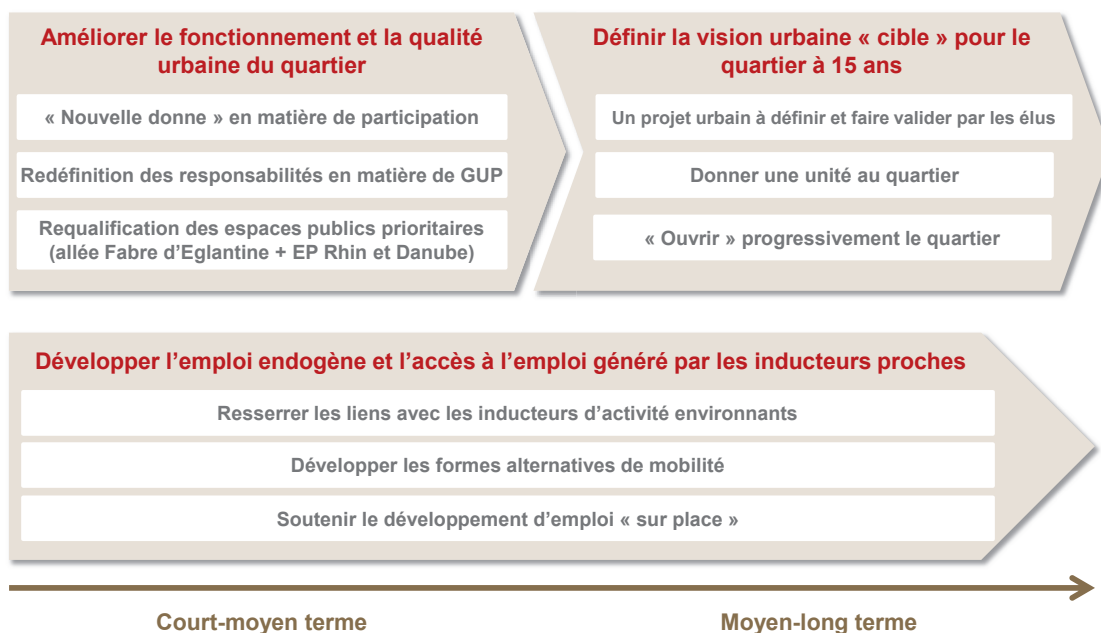 Améliorer le fonctionnement et la qualité
urbaine du quartier
« Nouvelle donne » en matière de participation
Redéfinition des responsabilités en matière de GUP
Requalification des espaces publics prioritaires
(allée Fabre d’Eglantine + EP Rhin et Danube)
Définir la vision urbaine « cible » pour le
quartier à 15 ans
Un projet urbain à définir et faire valider par les élus
Donner une unité au quartier
« Ouvrir » progressivement le quartier
Développer l’emploi endogène et l’accès à l’emploi généré par les inducteurs proches
Resserrer les liens avec les inducteurs d’activité environnants
Développer les formes alternatives de mobilité
Soutenir le développement d’emploi « sur place »
Court-moyen terme
Moyen-long terme